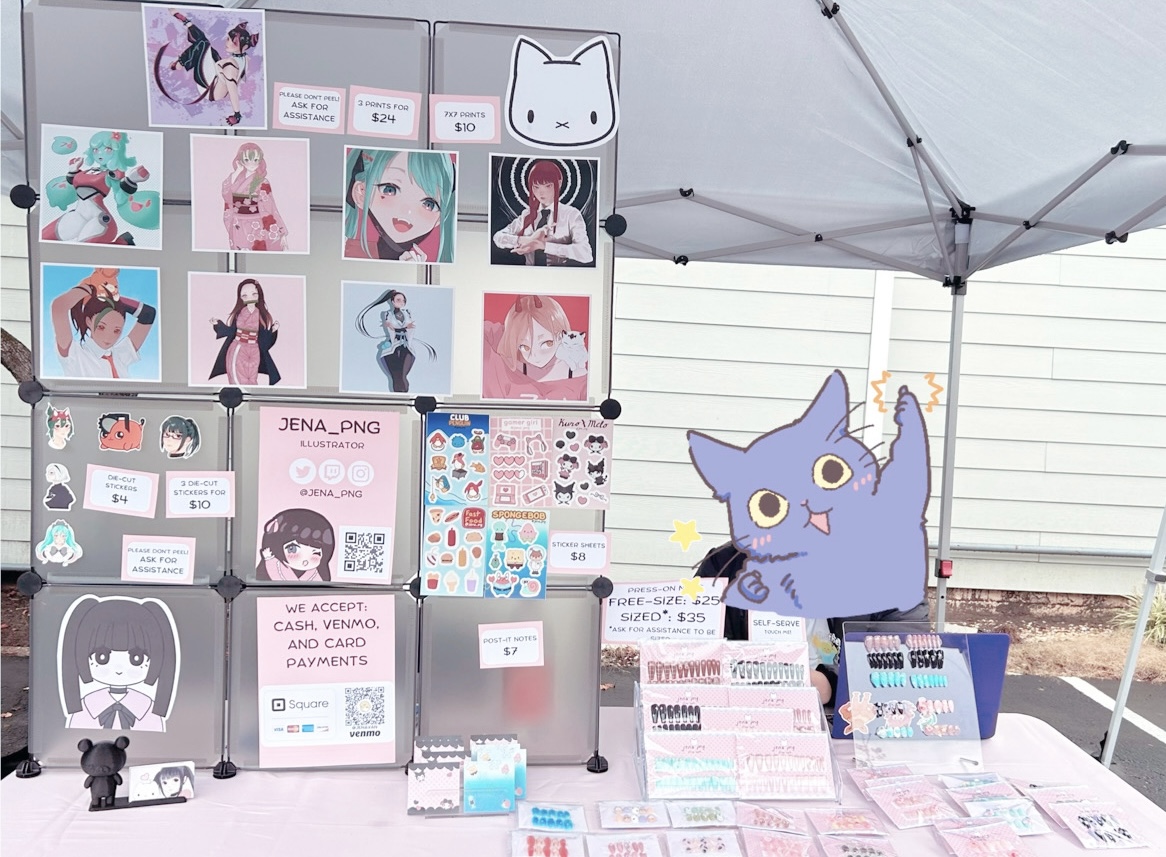 PLEASE DON'T PEEL!
ASK FOR
ASSISTANCE
3 PRINTS FOR
$24
7X7 PRINTS
$10
DIE-CUT
STICKERS
$4
3 DIE-CUT
STICKERS FOR
$10
PLEASE DON'T PEEL!
ASK FOR
ASSISTANCE
JENA_PNG
ILLUSTRATOR
@JENA_PNG
CLUB
PENGUIN
gamer girl
Kuro \ Melo
FAST
FOOD
SPONGEBOB
STICKER SHEETS
$8
WE ACCEPT:
CASH, VENMO,
AND CARD
PAYMENTS
Square
VISA
venmo
POST-IT NOTES
$7
PRESS-ON
FREE-SIZE: $25
SIZED*: $35
*ASK FOR ASSISTANCE TO BE
SELF-SERVE
TOUCH ME!